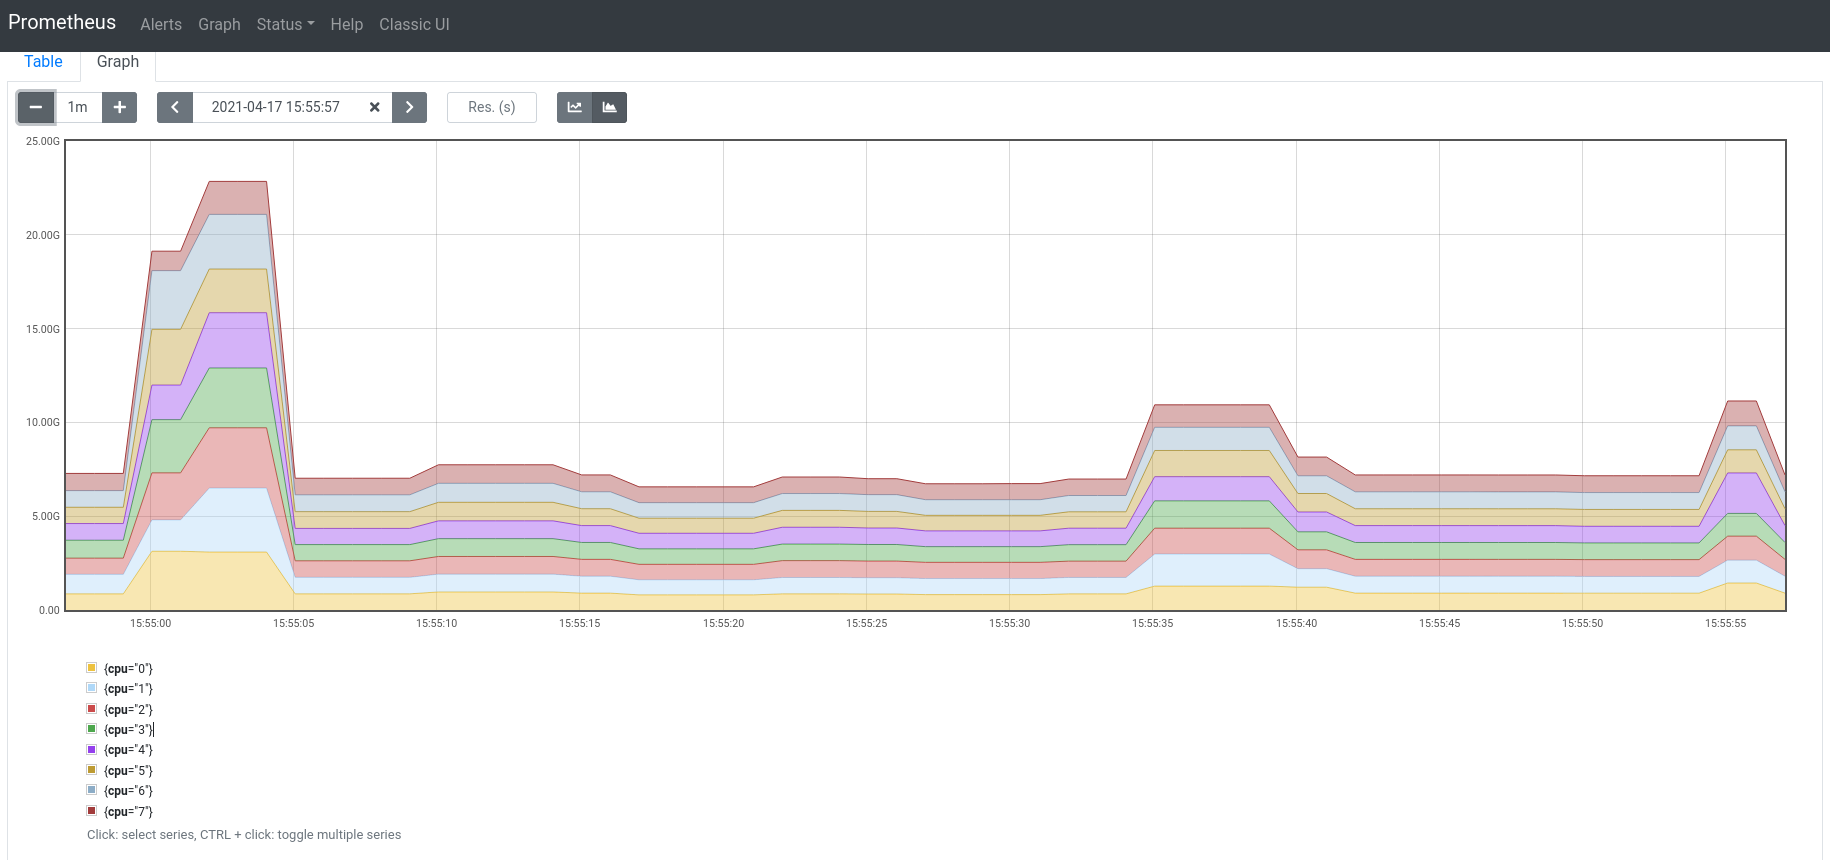 Prometheus Alerts Graph Status Help Classic UI
Table Graph
1m 2021-04-17 15:55:57 Res. (s)
25.00G
20.00G
15.00G
10.00G
5.00G
0.00
15:55:00 15:55:05 15:55:10 15:55:15 15:55:20 15:55:25 15:55:30 15:55:35 15:55:40 15:55:45 15:55:50 15:55:55
{cpu="0"}
{cpu="1"}
{cpu="2"}
{cpu="3"}
{cpu="4"}
{cpu="5"}
{cpu="6"}
{cpu="7"}
Click: select series, CTRL + click: toggle multiple series